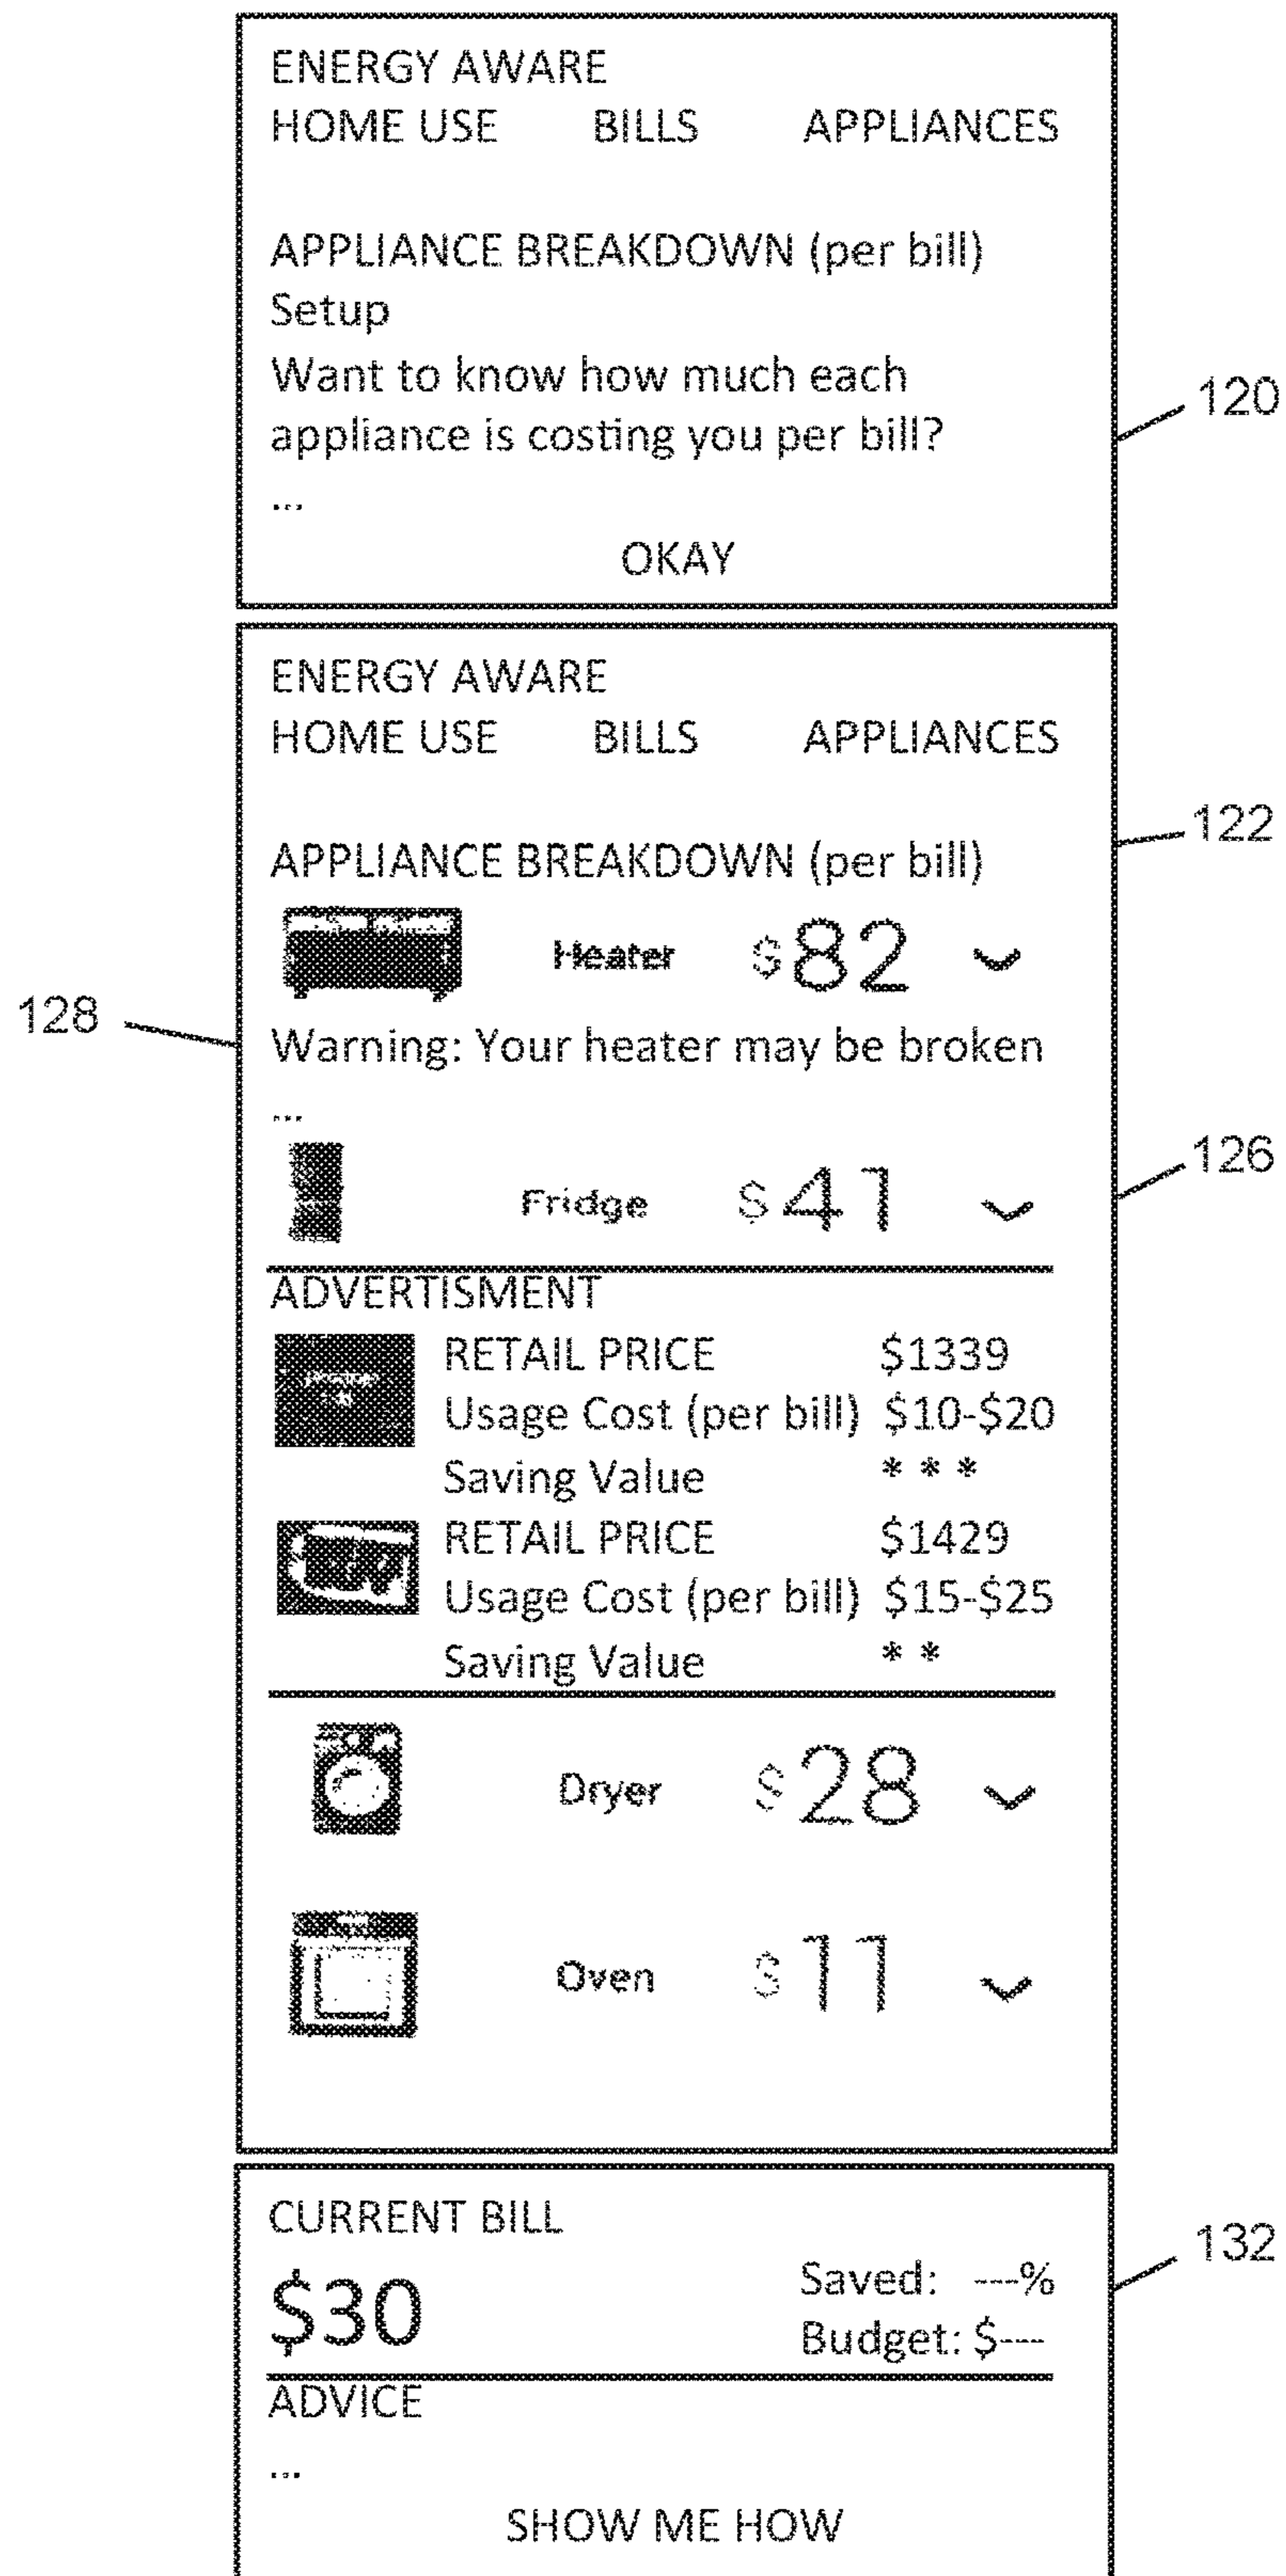 ENERGY AWARE
HOME USE BILLS APPLIANCES
APPLIANCE BREAKDOWN (per bill)
Setup
Want to know how much each
appliance is costing you per bill?
...
OKAY
120
ENERGY AWARE
HOME USE BILLS APPLIANCES
122
APPLIANCE BREAKDOWN (per bill)
Heater $82
128
Warning: Your heater may be broken
...
126
Fridge $41
ADVERTISMENT
RETAIL PRICE $1339
Usage Cost (per bill) $10-$20
Saving Value * * *
RETAIL PRICE $1429
Usage Cost (per bill) $15-$25
Saving Value * *
Dryer $28
Oven $11
CURRENT BILL
132
$30 Saved: ---%
Budget: $---
ADVICE
...
SHOW ME HOW